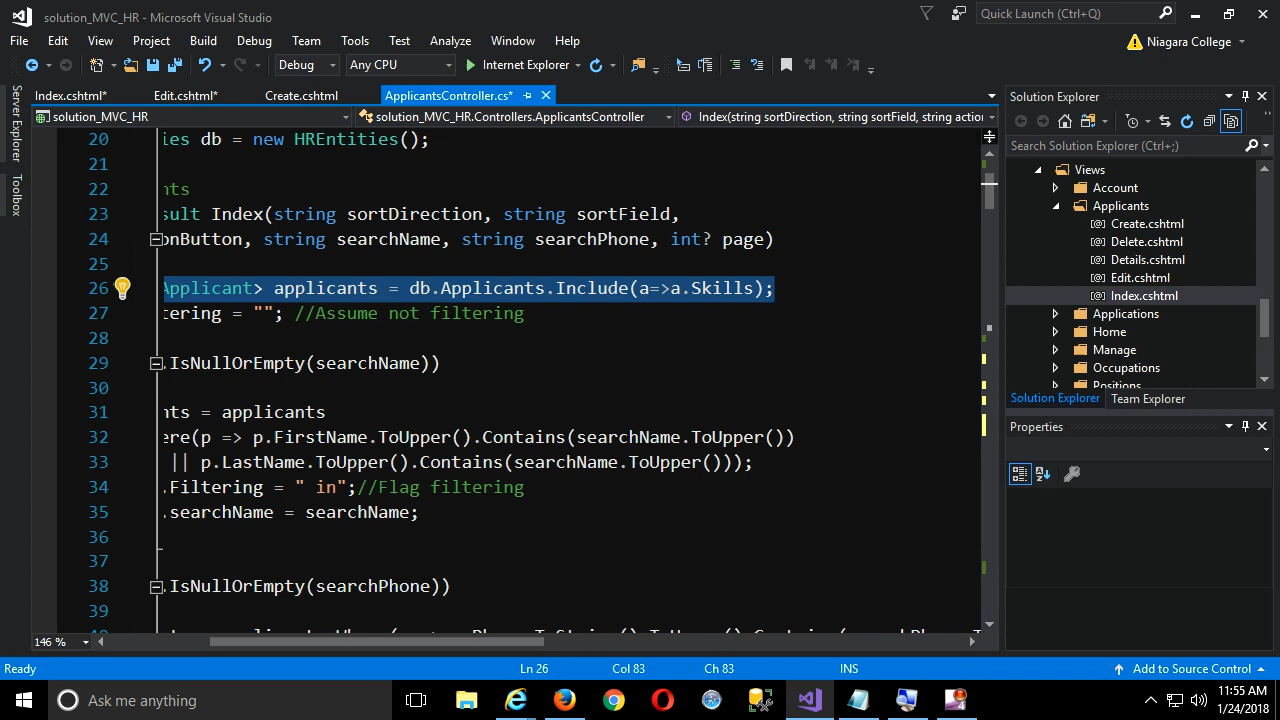 solution_MVC_HR - Microsoft Visual Studio
Quick Launch (Ctrl+Q)
File Edit View Project Build Debug Team Tools Test Analyze Window Help
Niagara College
Debug Any CPU Internet Explorer
Server Explorer
Toolbox
Index.cshtml* Edit.cshtml* Create.cshtml ApplicantsController.cs*
solution_MVC_HR solution_MVC_HR.Controllers.ApplicantsController Index(string sortDirection, string sortField, string action
20 ies db = new HREntities();
21
22 nts
23 sult Index(string sortDirection, string sortField,
24 onButton, string searchName, string searchPhone, int? page)
25
26 Applicant> applicants = db.Applicants.Include(a=>a.Skills);
27 tering = ""; //Assume not filtering
28
29 .IsNullOrEmpty(searchName))
30
31 nts = applicants
32 ere(p => p.FirstName.ToUpper().Contains(searchName.ToUpper())
33 || p.LastName.ToUpper().Contains(searchName.ToUpper()));
34 .Filtering = " in";//Flag filtering
35 .searchName = searchName;
36
37
38 .IsNullOrEmpty(searchPhone))
39
146 %
Solution Explorer
Search Solution Explorer (Ctrl+;)
Views
Account
Applicants
Create.cshtml
Delete.cshtml
Details.cshtml
Edit.cshtml
Index.cshtml
Applications
Home
Manage
Occupations
Positions
Solution Explorer Team Explorer
Properties
Ready Ln 26 Col 83 Ch 83 INS Add to Source Control
Ask me anything
11:55 AM
1/24/2018